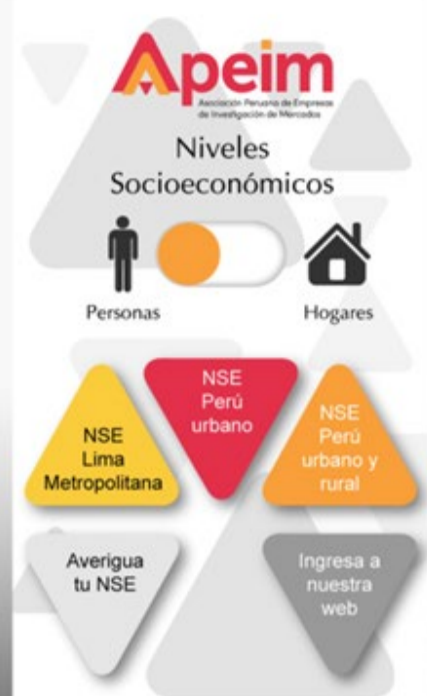 Apeim
Asociación Peruana de Empresas
de Investigación de Mercados
Niveles
Socioeconómicos
Personas
Hogares
NSE
Lima
Metropolitana
NSE
Perú
urbano
NSE
Perú
urbano y
rural
Averigua
tu NSE
Ingresa a
nuestra
web